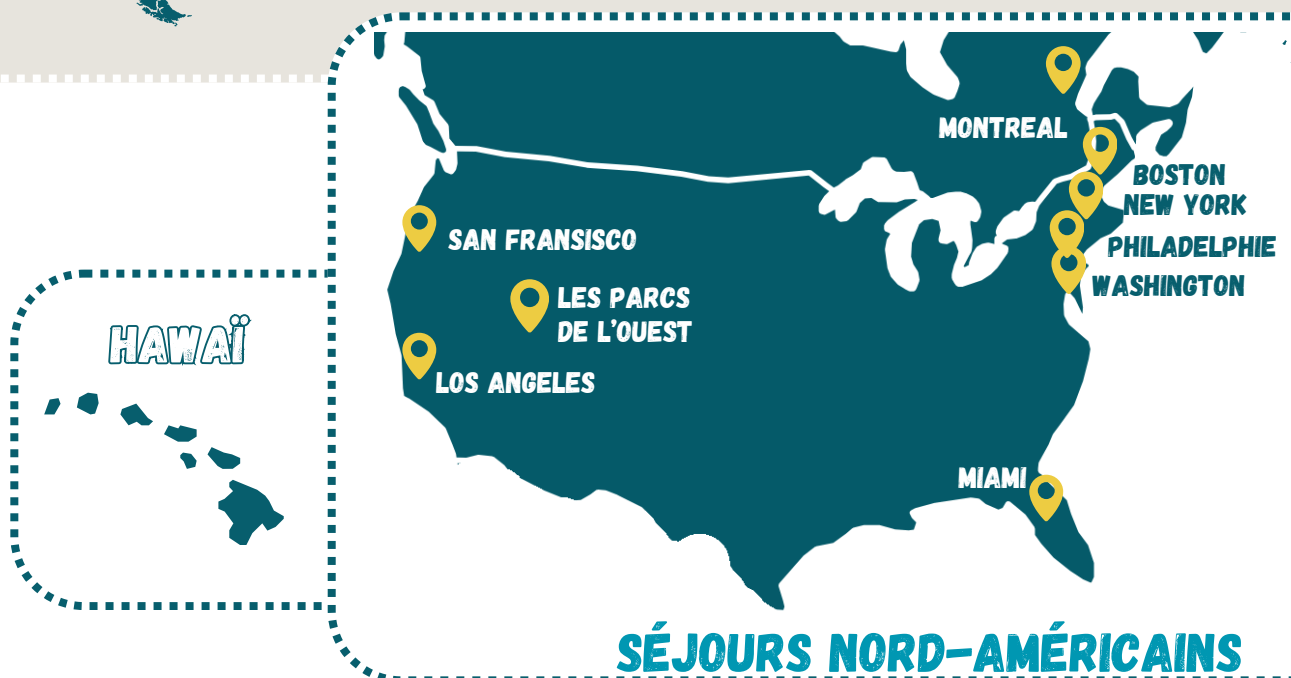 MONTREAL
BOSTON
NEW YORK
PHILADELPHIE
WASHINGTON
SAN FRANSISCO
LES PARCS
DE L'OUEST
LOS ANGELES
HAWAÏ
MIAMI
SÉJOURS NORD-AMÉRICAINS